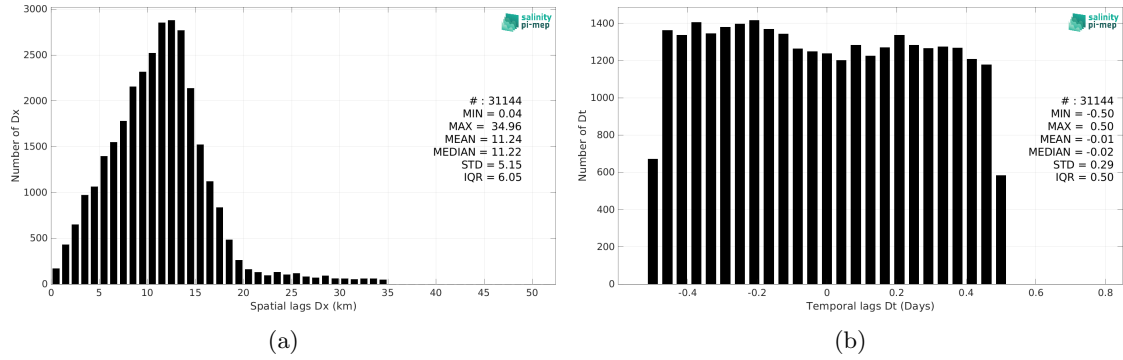 3000
2500
2000
1500
1000
500
0
Number of Dx
0 5 10 15 20 25 30 35 40 45 50
Spatial lags Dx (km)
salinity
pi-mep
# : 31144
MIN = 0.04
MAX = 34.96
MEAN = 11.24
MEDIAN = 11.22
STD = 5.15
IQR = 6.05
(a)
1400
1200
1000
800
600
400
200
0
Number of Dt
-0.4 -0.2 0 0.2 0.4 0.6 0.8
Temporal lags Dt (Days)
salinity
pi-mep
# : 31144
MIN = -0.50
MAX = 0.50
MEAN = -0.01
MEDIAN = -0.02
STD = 0.29
IQR = 0.50
(b)